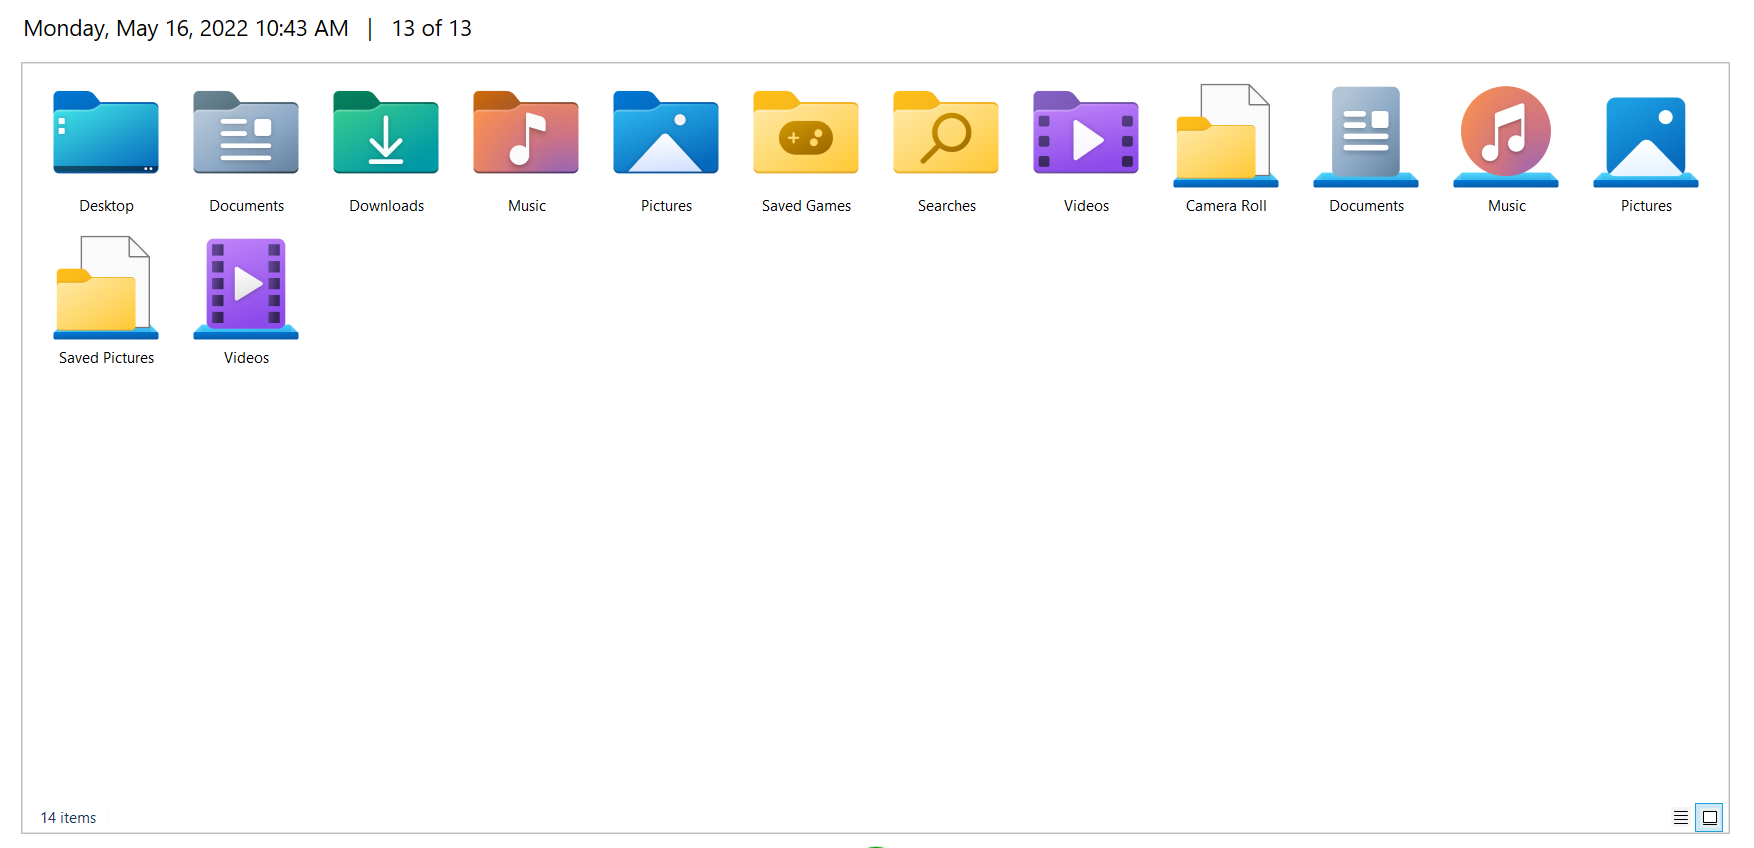 Monday, May 16, 2022 10:43 AM | 13 of 13
Desktop Documents Downloads Music Pictures Saved Games Searches Videos Camera Roll Documents Music Pictures
Saved Pictures Videos
14 items